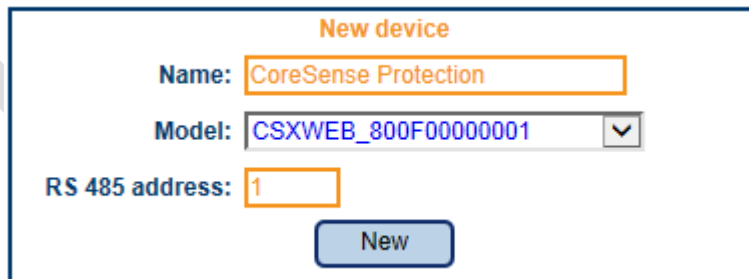 New device
Name: CoreSense Protection
Model: CSXWEB_800F00000001
RS 485 address: 1
New